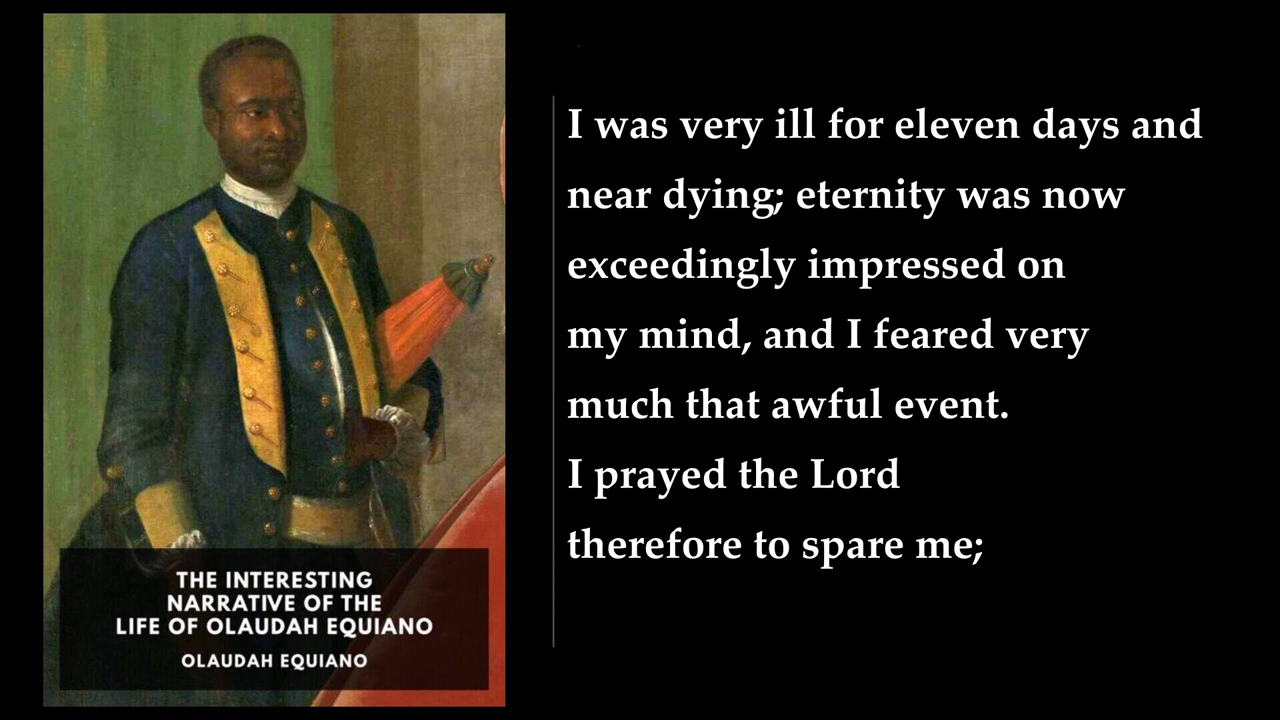 THE INTERESTING
NARRATIVE OF THE
LIFE OF OLAUDAH EQUIANO
OLAUDAH EQUIANO
I was very ill for eleven days and
near dying; eternity was now
exceedingly impressed on
my mind, and I feared very
much that awful event.
I prayed the Lord
therefore to spare me;